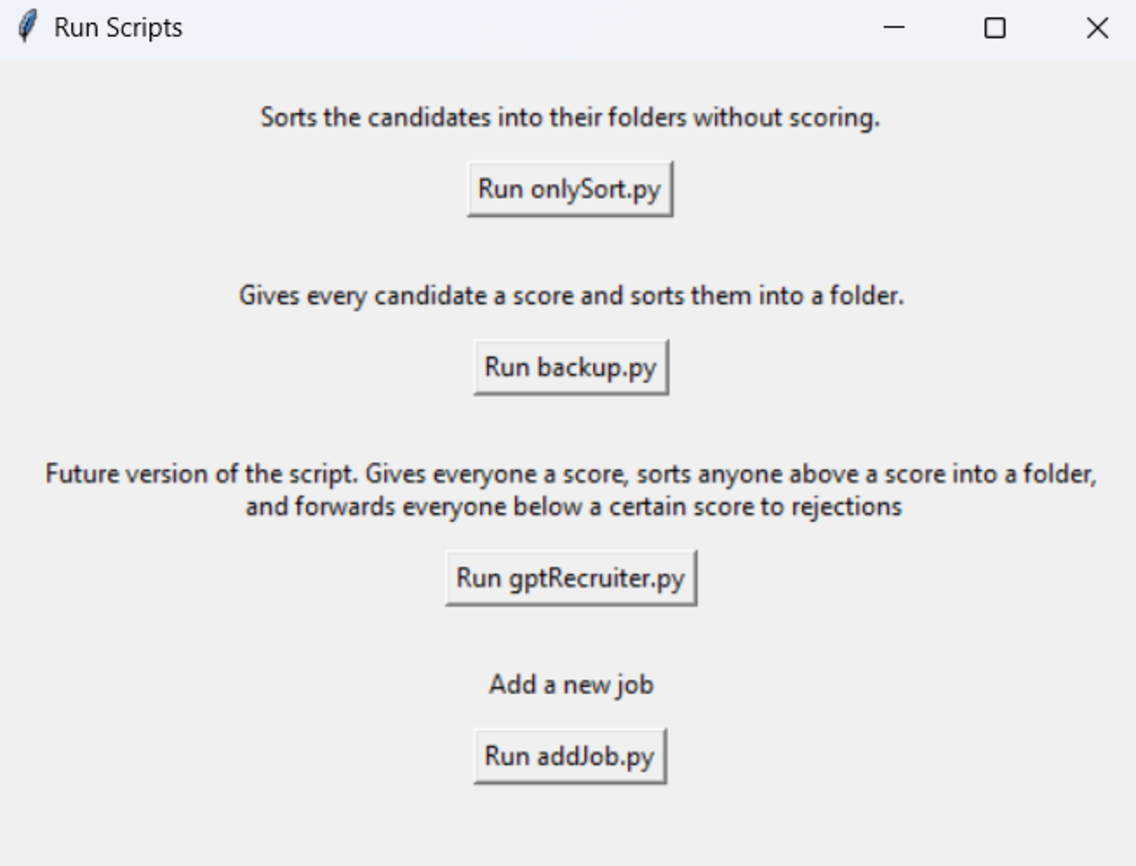 Run Scripts
Sorts the candidates into their folders without scoring.
Run onlySort.py
Gives every candidate a score and sorts them into a folder.
Run backup.py
Future version of the script. Gives everyone a score, sorts anyone above a score into a folder,
and forwards everyone below a certain score to rejections
Run gptRecruiter.py
Add a new job
Run addJob.py